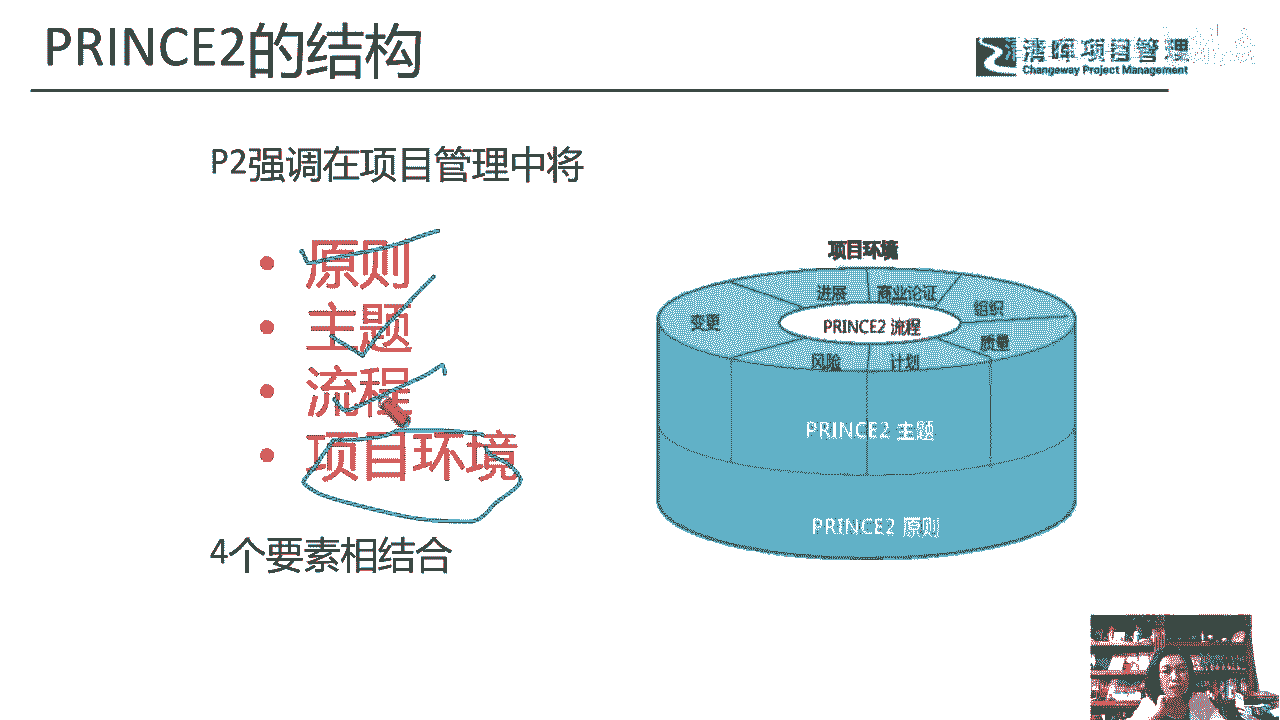 PRINCE2的结构
清晖项目管理
Changeway Project Management
P2强调在项目管理中将
• 原则
• 主题
• 流程
• 项目环境
4个要素相结合
项目环境
进展
商业论证
变更
组织
PRINCE2 流程
质量
风险
计划
PRINCE2 主题
PRINCE2 原则